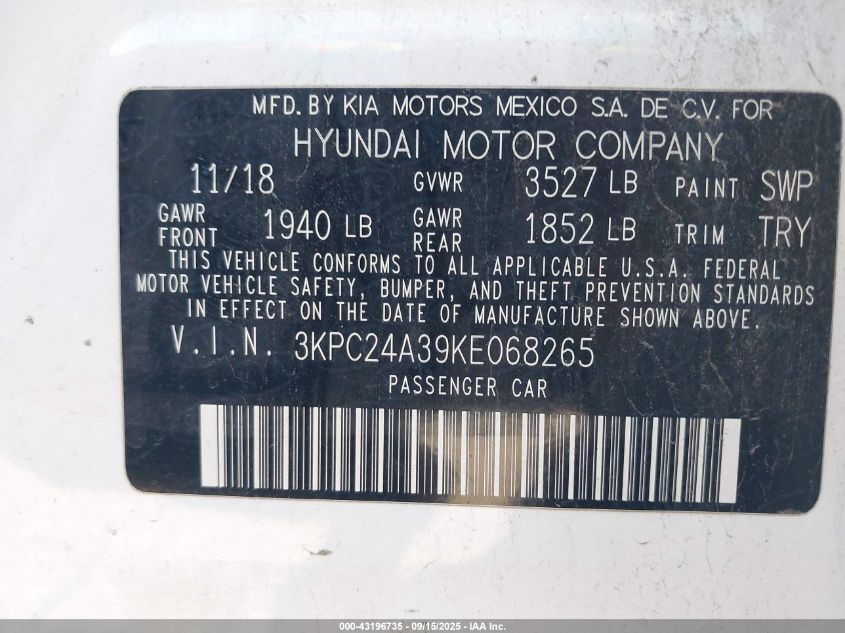 MFD. BY KIA MOTORS MEXICO S.A. DE C.V. FOR
HYUNDAI MOTOR COMPANY
11/18 GVWR 3527 LB PAINT SWP
GAWR FRONT 1940 LB GAWR REAR 1852 LB TRIM TRY
THIS VEHICLE CONFORMS TO ALL APPLICABLE U.S.A. FEDERAL
MOTOR VEHICLE SAFETY, BUMPER, AND THEFT PREVENTION STANDARDS
IN EFFECT ON THE DATE OF MANUFACTURE SHOWN ABOVE.
V.I.N. 3KPC24A39KE068265
PASSENGER CAR
000-43196735 - 09/15/2025 - IAA Inc.